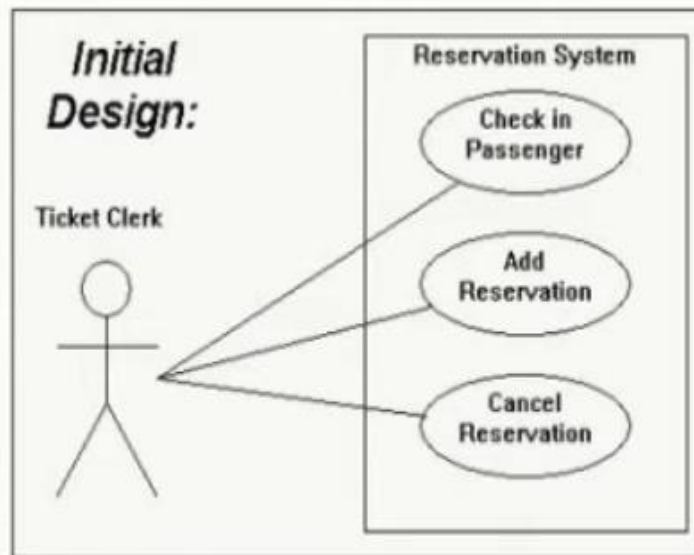 Initial
Design:
Reservation System
Check in
Passenger
Ticket Clerk
Add
Reservation
Cancel
Reservation